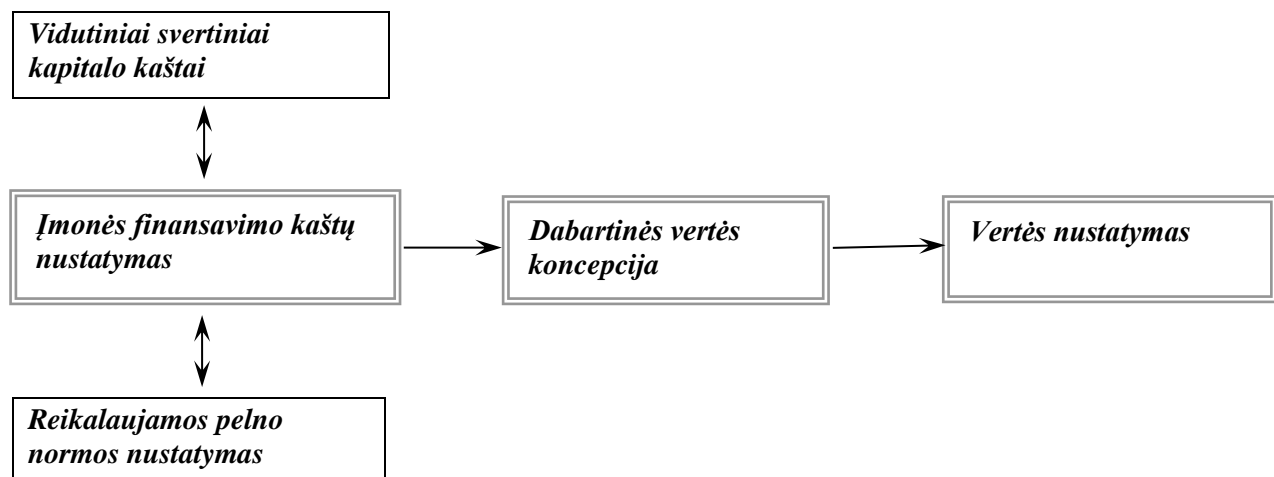 Vidutiniai svertiniai
kapitalo kaštai
Įmonės finansavimo kaštų
nustatymas
Dabartinės vertės
koncepcija
Vertės nustatymas
Reikalaujamos pelno
normos nustatymas